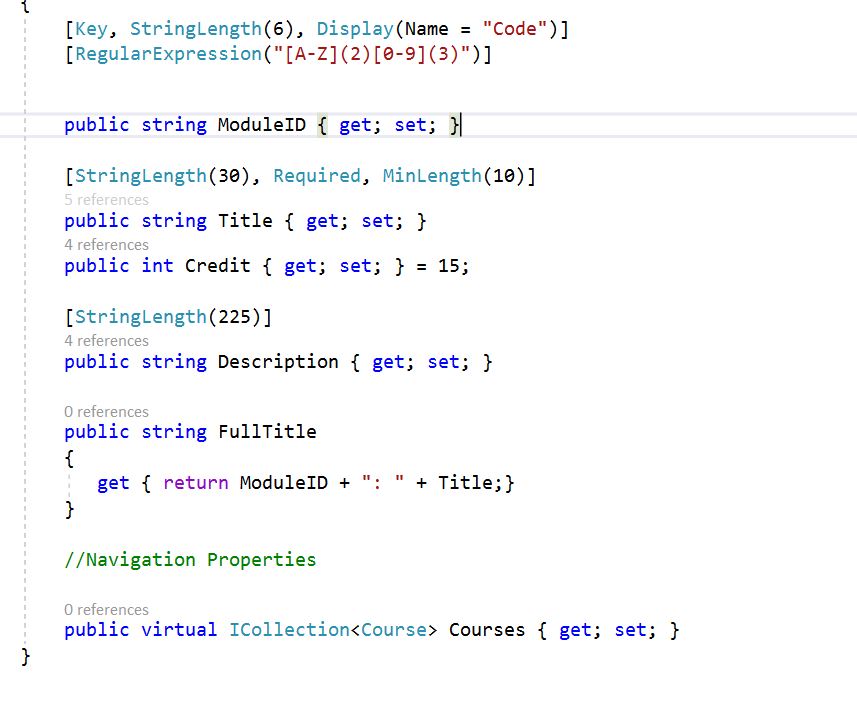 {
[Key, StringLength(6), Display(Name = "Code")]
[RegularExpression("[A-Z](2)[0-9](3)")]
public string ModuleID { get; set; }
[StringLength(30), Required, MinLength(10)]
5 references
public string Title { get; set; }
4 references
public int Credit { get; set; } = 15;
[StringLength(225)]
4 references
public string Description { get; set; }
0 references
public string FullTitle
{
get { return ModuleID + ": " + Title;}
}
//Navigation Properties
0 references
public virtual ICollection<Course> Courses { get; set; }
}